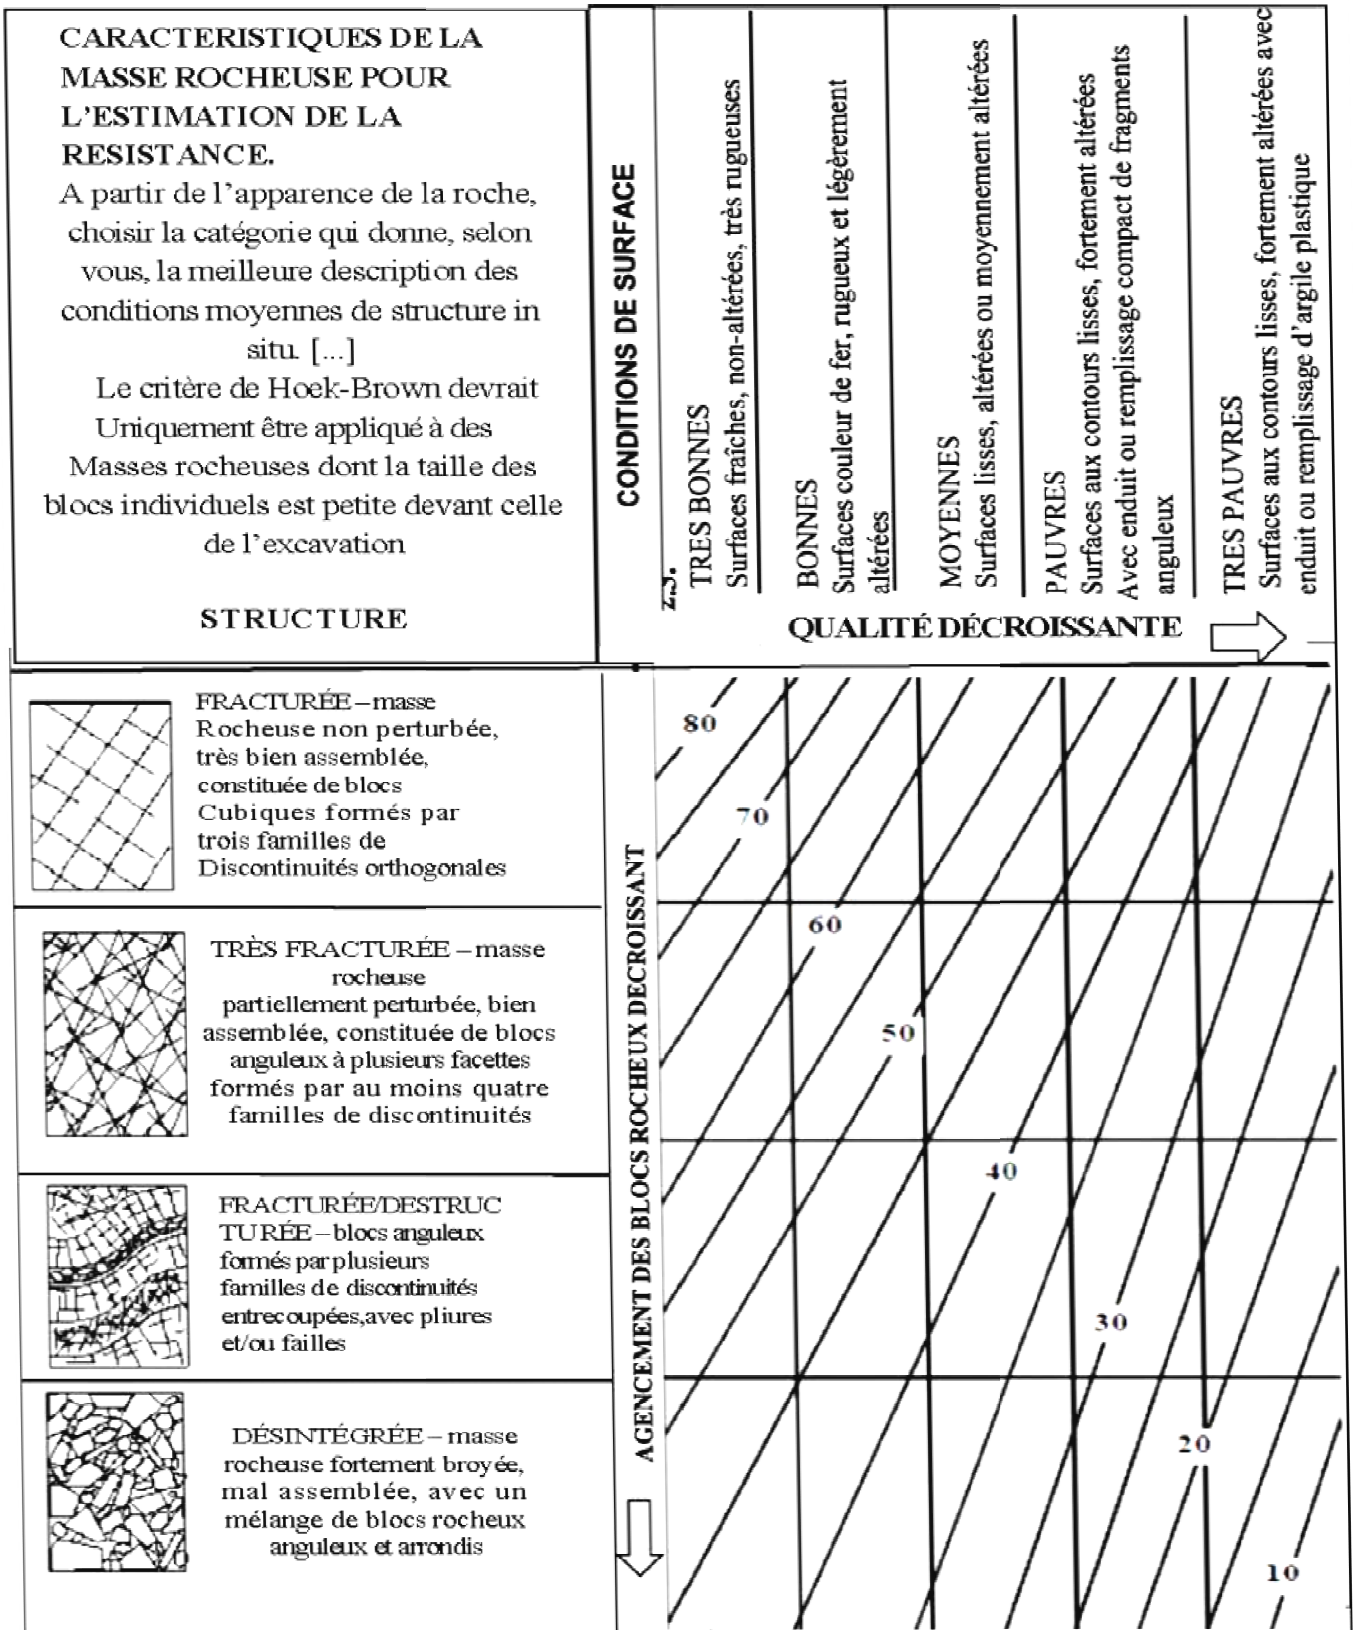 CARACTERISTIQUES DE LA
MASSE ROCHEUSE POUR
L'ESTIMATION DE LA
RESISTANCE.
A partir de l'apparence de la roche,
choisir la catégorie qui donne, selon
vous, la meilleure description des
conditions moyennes de structure in
situ. [...]
Le critère de Hoek-Brown devrait
Uniquement être appliqué à des
Masses rocheuses dont la taille des
blocs individuels est petite devant celle
de l'excavation
STRUCTURE
CONDITIONS DE SURFACE
TRES BONNES
Surfaces fraîches, non-altérées, très rugueuses
BONNES
Surfaces couleur de fer, rugueux et légèrement
altérées
MOYENNES
Surfaces lisses, altérées ou moyennement altérées
PAUVRES
Surfaces aux contours lisses, fortement altérées
Avec enduit ou remplissage compact de fragments
anguleux
TRES PAUVRES
Surfaces aux contours lisses, fortement altérées avec
enduit ou remplissage d'argile plastique
QUALITÉ DÉCROISSANTE
FRACTURÉE – masse
Rocheuse non perturbée,
très bien assemblée,
constituée de blocs
Cubiques formés par
trois familles de
Discontinuités orthogonales
TRÈS FRACTURÉE – masse
rocheuse
partiellement perturbée, bien
assemblée, constituée de blocs
anguleux à plusieurs facettes
formés par au moins quatre
familles de discontinuités
FRACTURÉE/DESTRUC
TURÉE – blocs anguleux
formés par plusieurs
familles de discontinuités
entrecoupées,avec pliures
et/ou failles
DÉSINTÉGRÉE – masse
rocheuse fortement broyée,
mal assemblée, avec un
mélange de blocs rocheux
anguleux et arrondis
AGENCEMENT DES BLOCS ROCHEUX DECROISSANT
80
70
60
50
40
30
20
10